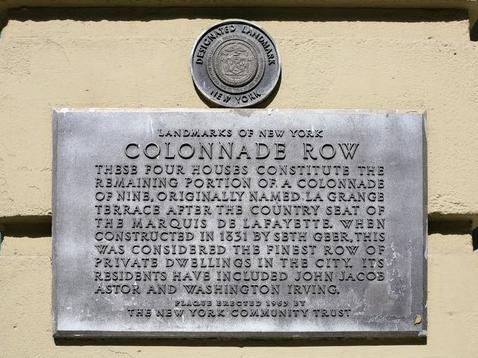 DESIGNATED LANDMARK
NEW YORK
LANDMARKS OF NEW YORK
COLONNADE ROW
THESE FOUR HOUSES CONSTITUTE THE
REMAINING PORTION OF A COLONNADE
OF NINE, ORIGINALLY NAMED LA GRANGE
TERRACE AFTER THE COUNTRY SEAT OF
THE MARQUIS DE LAFAYETTE. WHEN
CONSTRUCTED IN 1831 BY SETH GEER, THIS
WAS CONSIDERED THE FINEST ROW OF
PRIVATE DWELLINGS IN THE CITY. ITS
RESIDENTS HAVE INCLUDED JOHN JACOB
ASTOR AND WASHINGTON IRVING.
PLAQUE ERECTED 1963 BY
THE NEW YORK COMMUNITY TRUST